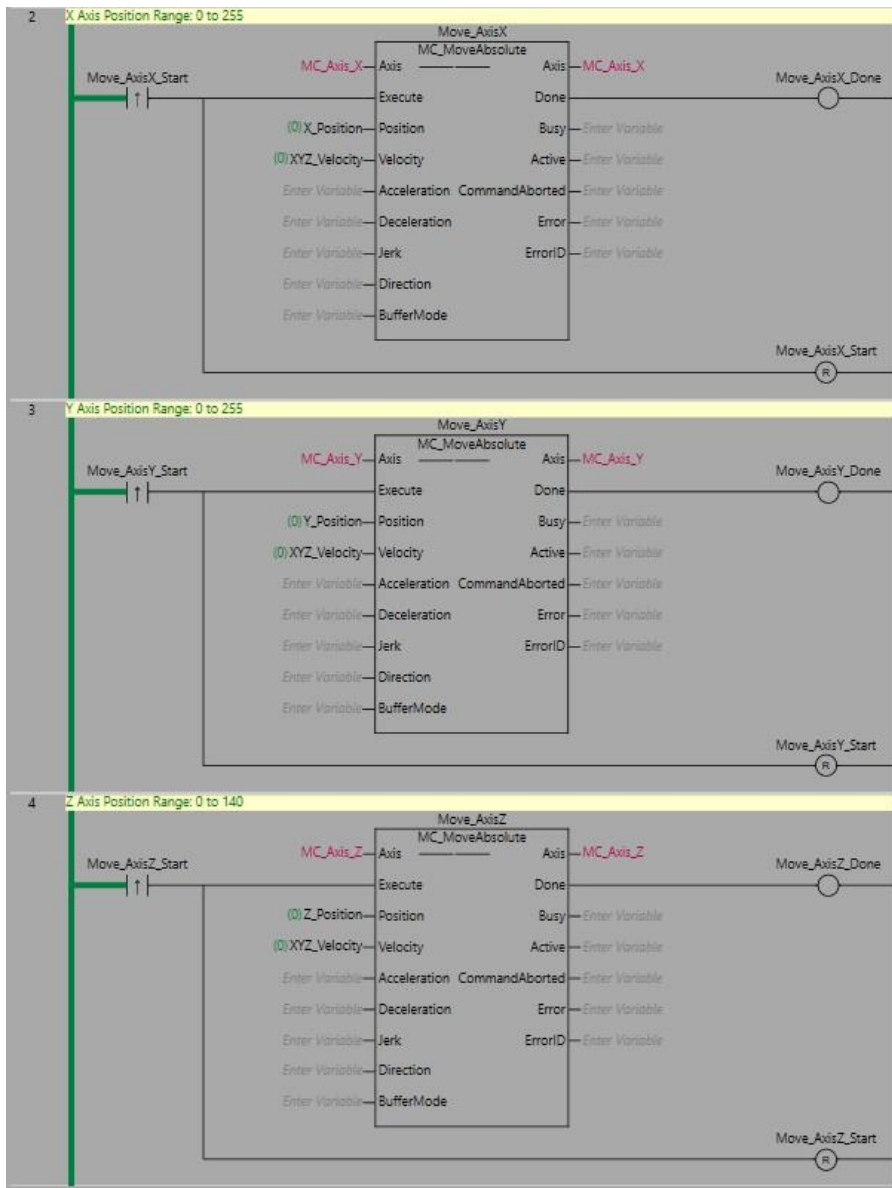 2 X Axis Position Range: 0 to 255
Move_AxisX
MC_MoveAbsolute
MC_Axis_X Axis Axis MC_Axis_X
Move_AxisX_Start Move_AxisX_Done
Execute Done
(0) X_Position Position Busy Enter Variable
(0) XYZ_Velocity Velocity Active Enter Variable
Enter Variable Acceleration CommandAborted Enter Variable
Enter Variable Deceleration Error Enter Variable
Enter Variable Jerk ErrorID Enter Variable
Enter Variable Direction
Enter Variable BufferMode
Move_AxisX_Start
R
3 Y Axis Position Range: 0 to 255
Move_AxisY
MC_MoveAbsolute
MC_Axis_Y Axis Axis MC_Axis_Y
Move_AxisY_Start Move_AxisY_Done
Execute Done
(0) Y_Position Position Busy Enter Variable
(0) XYZ_Velocity Velocity Active Enter Variable
Enter Variable Acceleration CommandAborted Enter Variable
Enter Variable Deceleration Error Enter Variable
Enter Variable Jerk ErrorID Enter Variable
Enter Variable Direction
Enter Variable BufferMode
Move_AxisY_Start
R
4 Z Axis Position Range: 0 to 140
Move_AxisZ
MC_MoveAbsolute
MC_Axis_Z Axis Axis MC_Axis_Z
Move_AxisZ_Start Move_AxisZ_Done
Execute Done
(0) Z_Position Position Busy Enter Variable
(0) XYZ_Velocity Velocity Active Enter Variable
Enter Variable Acceleration CommandAborted Enter Variable
Enter Variable Deceleration Error Enter Variable
Enter Variable Jerk ErrorID Enter Variable
Enter Variable Direction
Enter Variable BufferMode
Move_AxisZ_Start
R